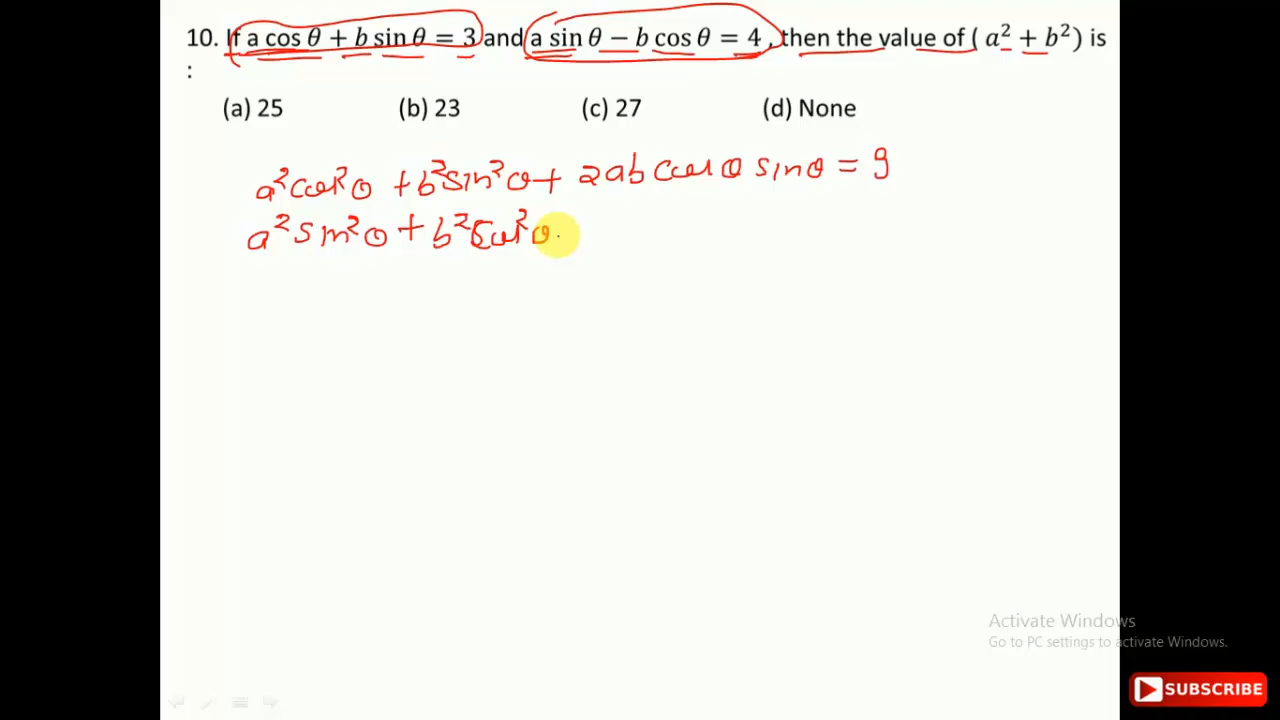 10. If a cos θ + b sin θ = 3 and a sin θ − b cos θ = 4 , then the value of ( a² + b²) is
:
(a) 25 (b) 23 (c) 27 (d) None
a²cos²θ + b²sin²θ + 2ab cosθ sinθ = 9
a²sin²θ + b²cos²θ
Activate Windows
Go to PC settings to activate Windows.
SUBSCRIBE